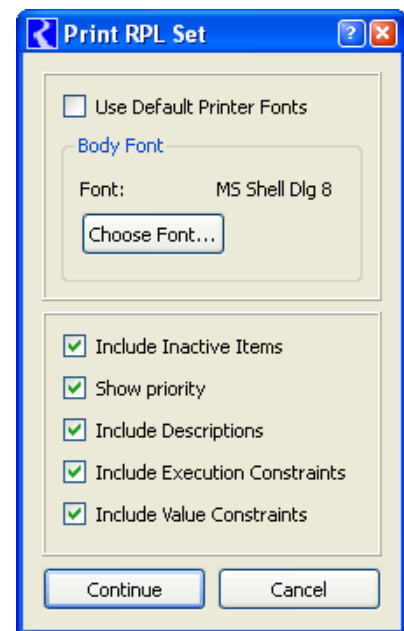 Print RPL Set
Use Default Printer Fonts
Body Font
Font: MS Shell Dlg 8
Choose Font...
Include Inactive Items
Show priority
Include Descriptions
Include Execution Constraints
Include Value Constraints
Continue Cancel